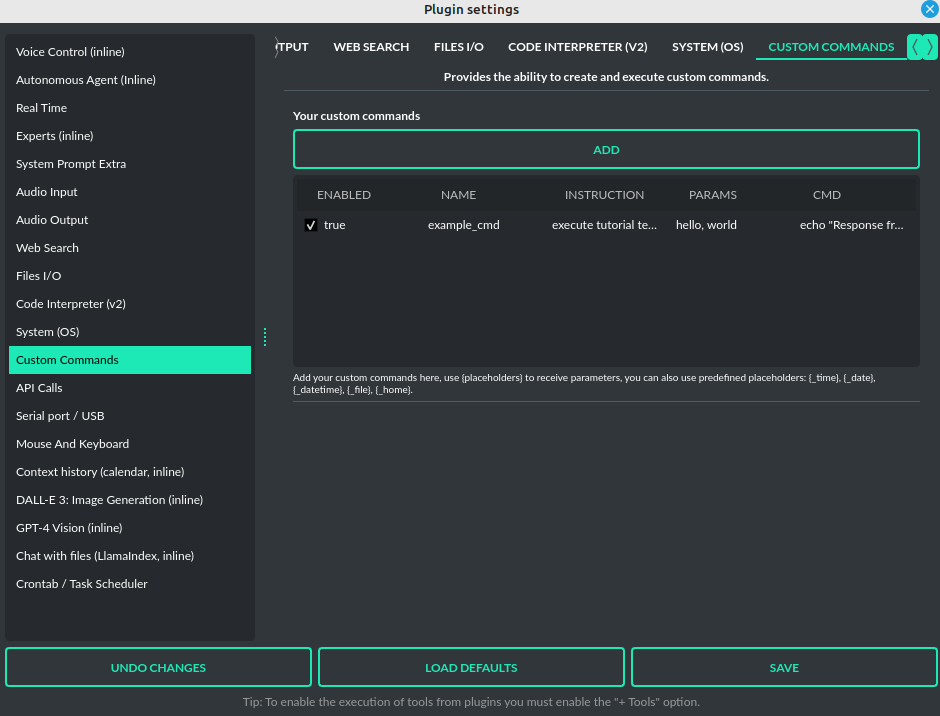 Plugin settings
Voice Control (inline)
Autonomous Agent (Inline)
Real Time
Experts (inline)
System Prompt Extra
Audio Input
Audio Output
Web Search
Files I/O
Code Interpreter (v2)
System (OS)
Custom Commands
API Calls
Serial port / USB
Mouse And Keyboard
Context history (calendar, inline)
DALL-E 3: Image Generation (inline)
GPT-4 Vision (inline)
Chat with files (LlamaIndex, inline)
Crontab / Task Scheduler
TPUT WEB SEARCH FILES I/O CODE INTERPRETER (V2) SYSTEM (OS) CUSTOM COMMANDS
Provides the ability to create and execute custom commands.
Your custom commands
ADD
ENABLED NAME INSTRUCTION PARAMS CMD
true example_cmd execute tutorial te... hello, world echo "Response fr...
Add your custom commands here, use {placeholders} to receive parameters, you can also use predefined placeholders: {_time}, {_date},
{_datetime}, {_file}, {_home}.
UNDO CHANGES LOAD DEFAULTS SAVE
Tip: To enable the execution of tools from plugins you must enable the "+ Tools" option.